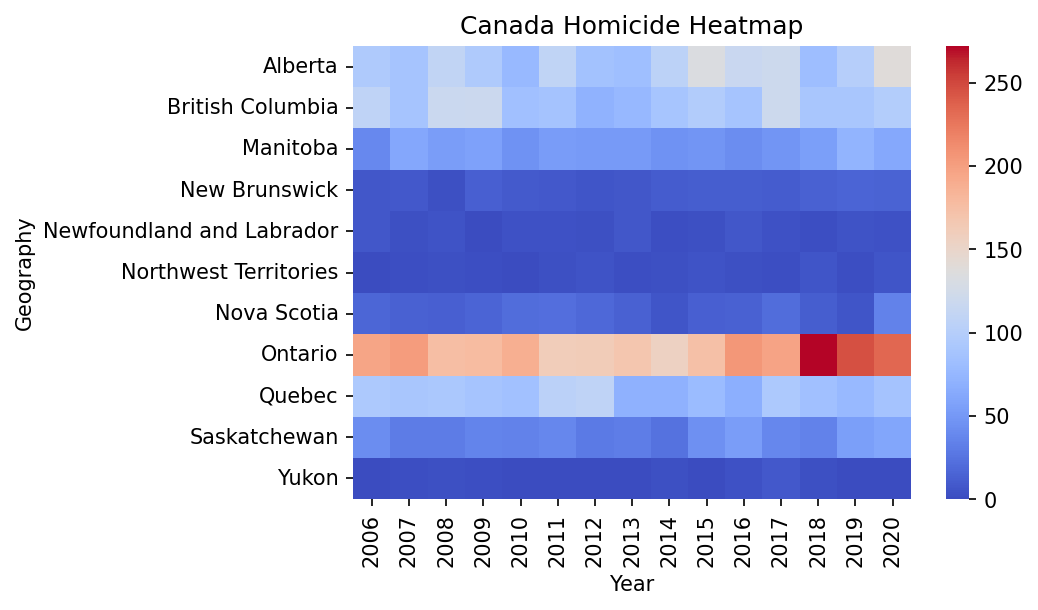 Canada Homicide Heatmap
Geography
Alberta
British Columbia
Manitoba
New Brunswick
Newfoundland and Labrador
Northwest Territories
Nova Scotia
Ontario
Quebec
Saskatchewan
Yukon
2006 2007 2008 2009 2010 2011 2012 2013 2014 2015 2016 2017 2018 2019 2020
Year
250
200
150
100
50
0